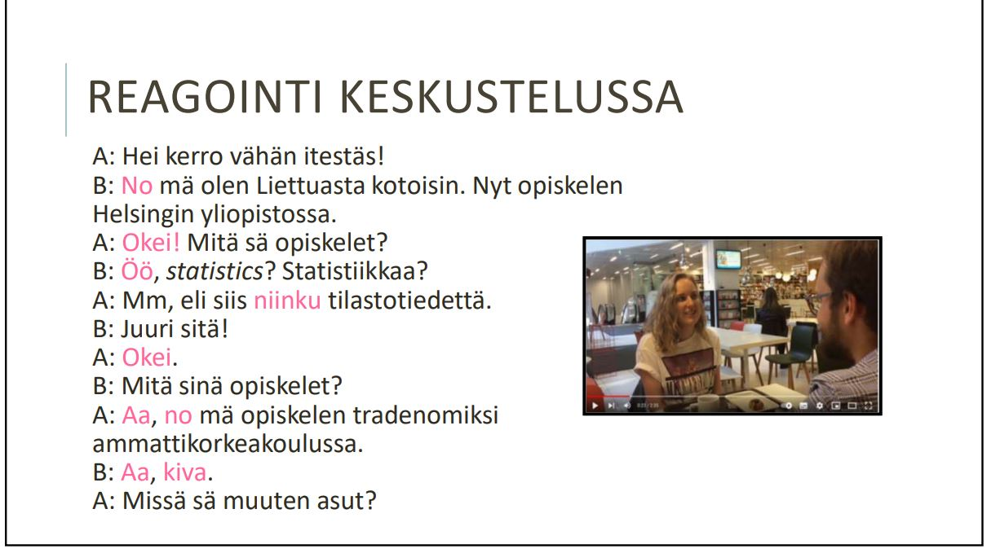 REAGOINTI KESKUSTELUSSA
A: Hei kerro vähän itestäs!
B: No mä olen Liettuasta kotoisin. Nyt opiskelen
Helsingin yliopistossa.
A: Okei! Mitä sä opiskelet?
B: Öö, statistics? Statistiikkaa?
A: Mm, eli siis niinku tilastotiedettä.
B: Juuri sitä!
A: Okei.
B: Mitä sinä opiskelet?
A: Aa, no mä opiskelen tradenomiksi
ammattikorkeakoulussa.
B: Aa, kiva.
A: Missä sä muuten asut?